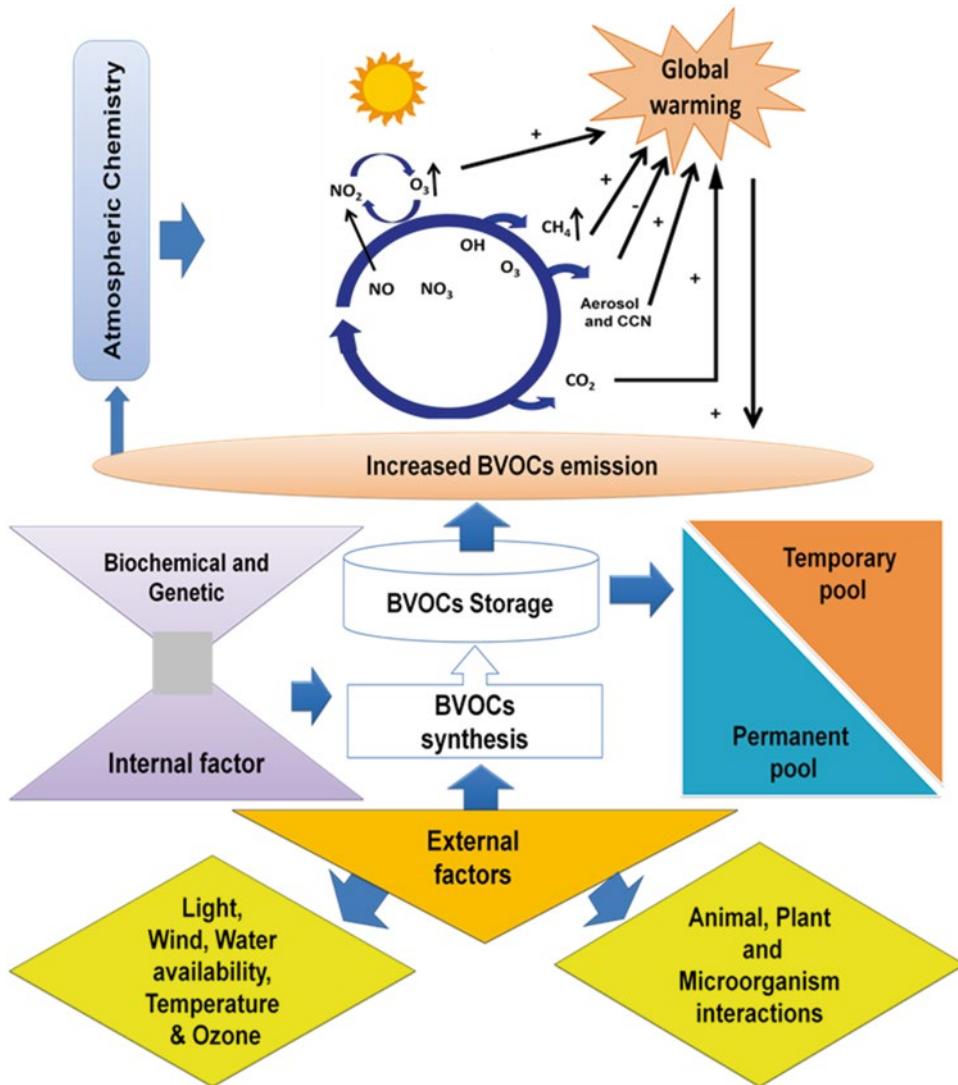 Atmospheric Chemistry
Global
warming
+
NO₂
O₃
+
-
+
CH₄
OH
O₃
NO
NO₃
+
Aerosol
and CCN
CO₂
+
Increased BVOCs emission
Biochemical and
Genetic
Internal factor
BVOCs Storage
BVOCs
synthesis
Temporary
pool
Permanent
pool
External
factors
Light,
Wind, Water
availability,
Temperature
& Ozone
Animal, Plant
and
Microorganism
interactions